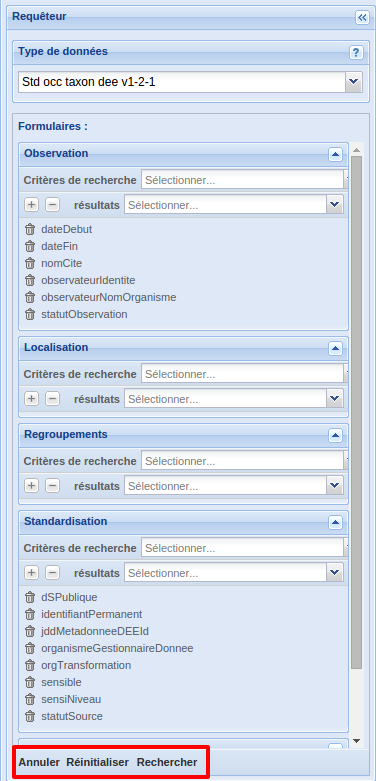 Requêteur
Type de données
?
Std occ taxon dee v1-2-1
Formulaires :
Observation
Critères de recherche Sélectionner...
résultats Sélectionner...
dateDebut
dateFin
nomCite
observateurIdentite
observateurNomOrganisme
statutObservation
Localisation
Critères de recherche Sélectionner...
résultats Sélectionner...
Regroupements
Critères de recherche Sélectionner...
résultats Sélectionner...
Standardisation
Critères de recherche Sélectionner...
résultats Sélectionner...
dSPublique
identifiantPermanent
jddMetadonneeDEEId
organismeGestionnaireDonnee
orgTransformation
sensible
sensiNiveau
statutSource
Annuler Réinitialiser Rechercher